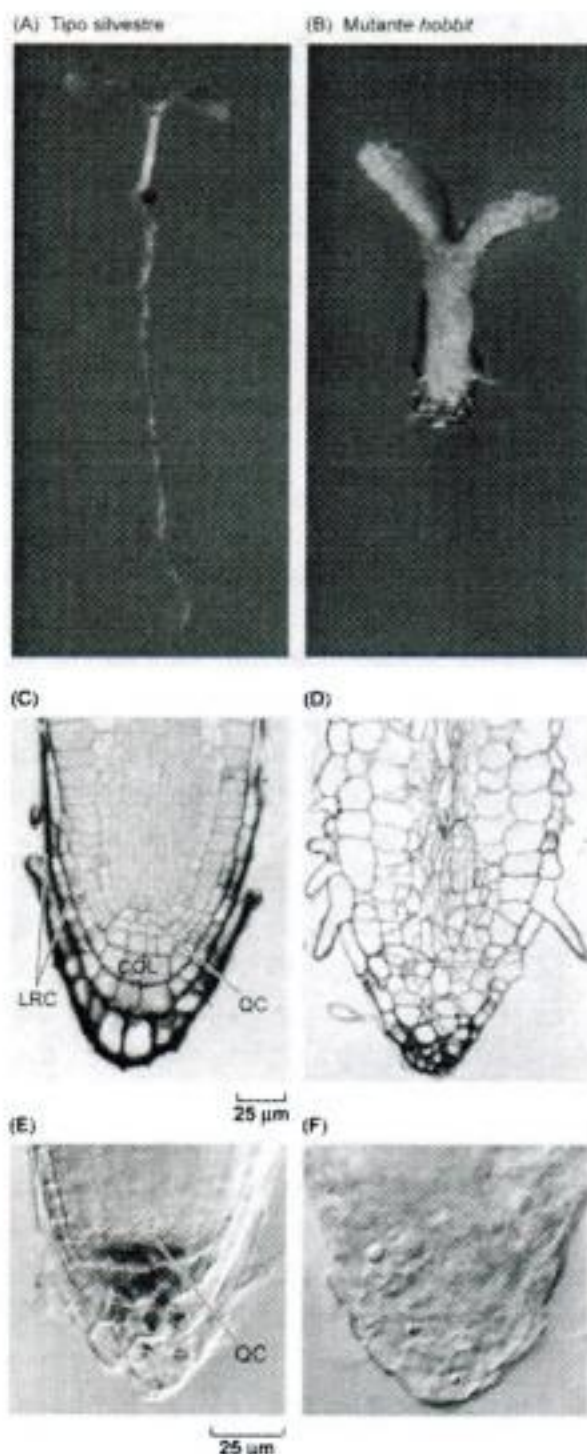 (A) Tipo silvestre
(B) Mutante hobbit
(C)
(D)
COL
LRC
QC
25 µm
(E)
(F)
QC
25 µm